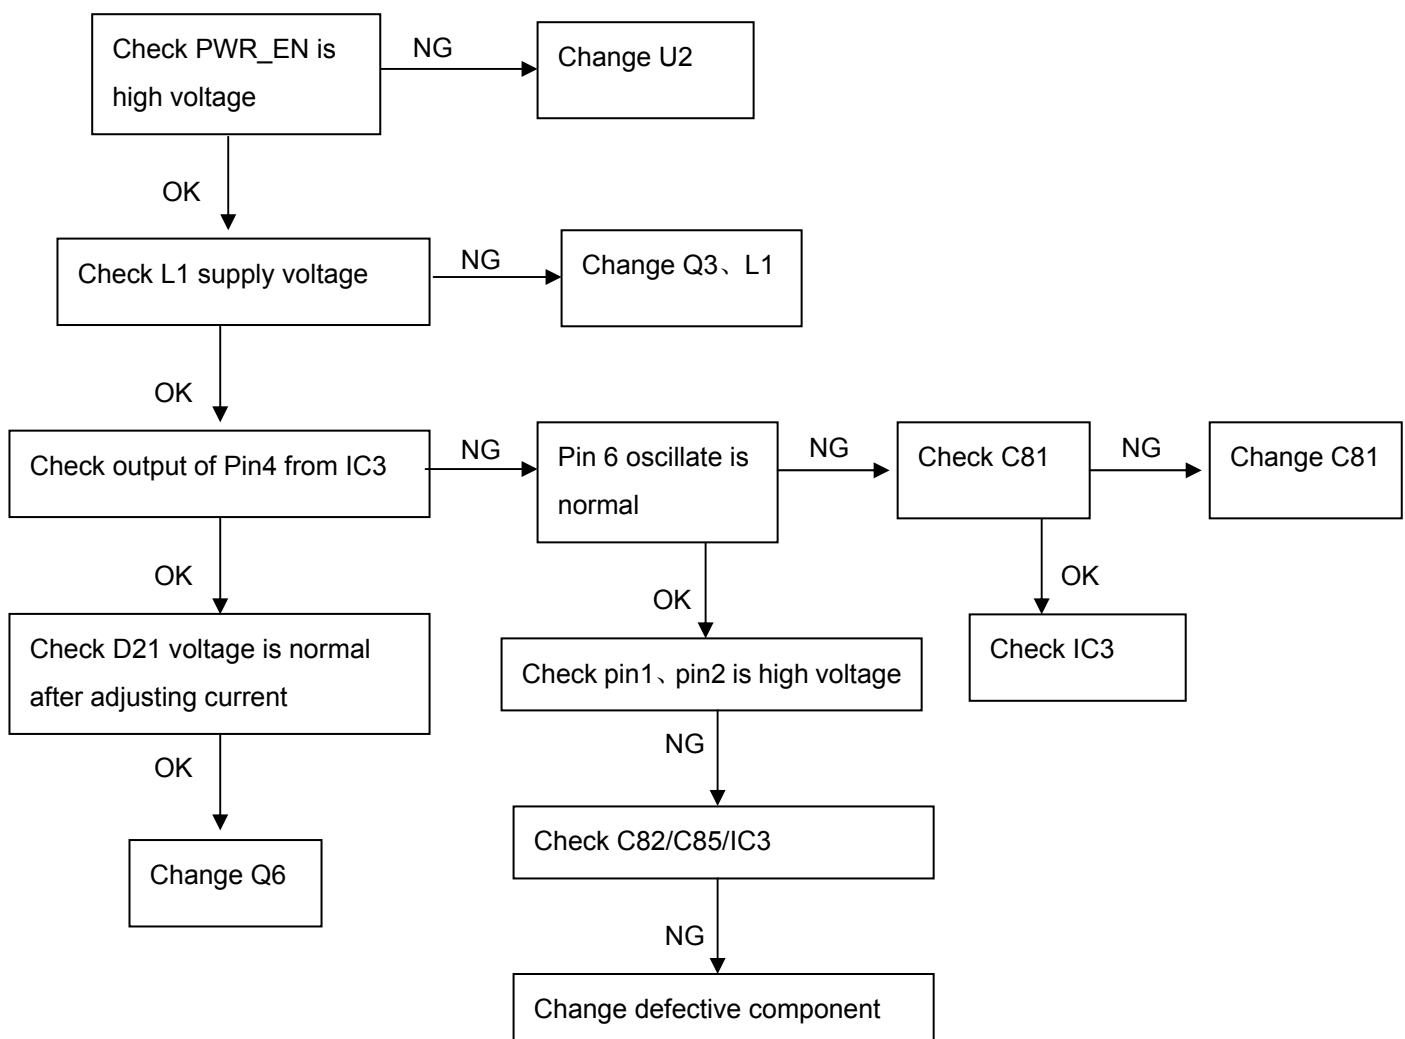 Check PWR_EN is
high voltage
NG
Change U2
OK
Check L1 supply voltage
NG
Change Q3、L1
OK
Check output of Pin4 from IC3
NG
Pin 6 oscillate is
normal
NG
Check C81
NG
Change C81
OK
Check D21 voltage is normal
after adjusting current
OK
Check pin1、pin2 is high voltage
OK
Check IC3
OK
Change Q6
NG
Check C82/C85/IC3
NG
Change defective component